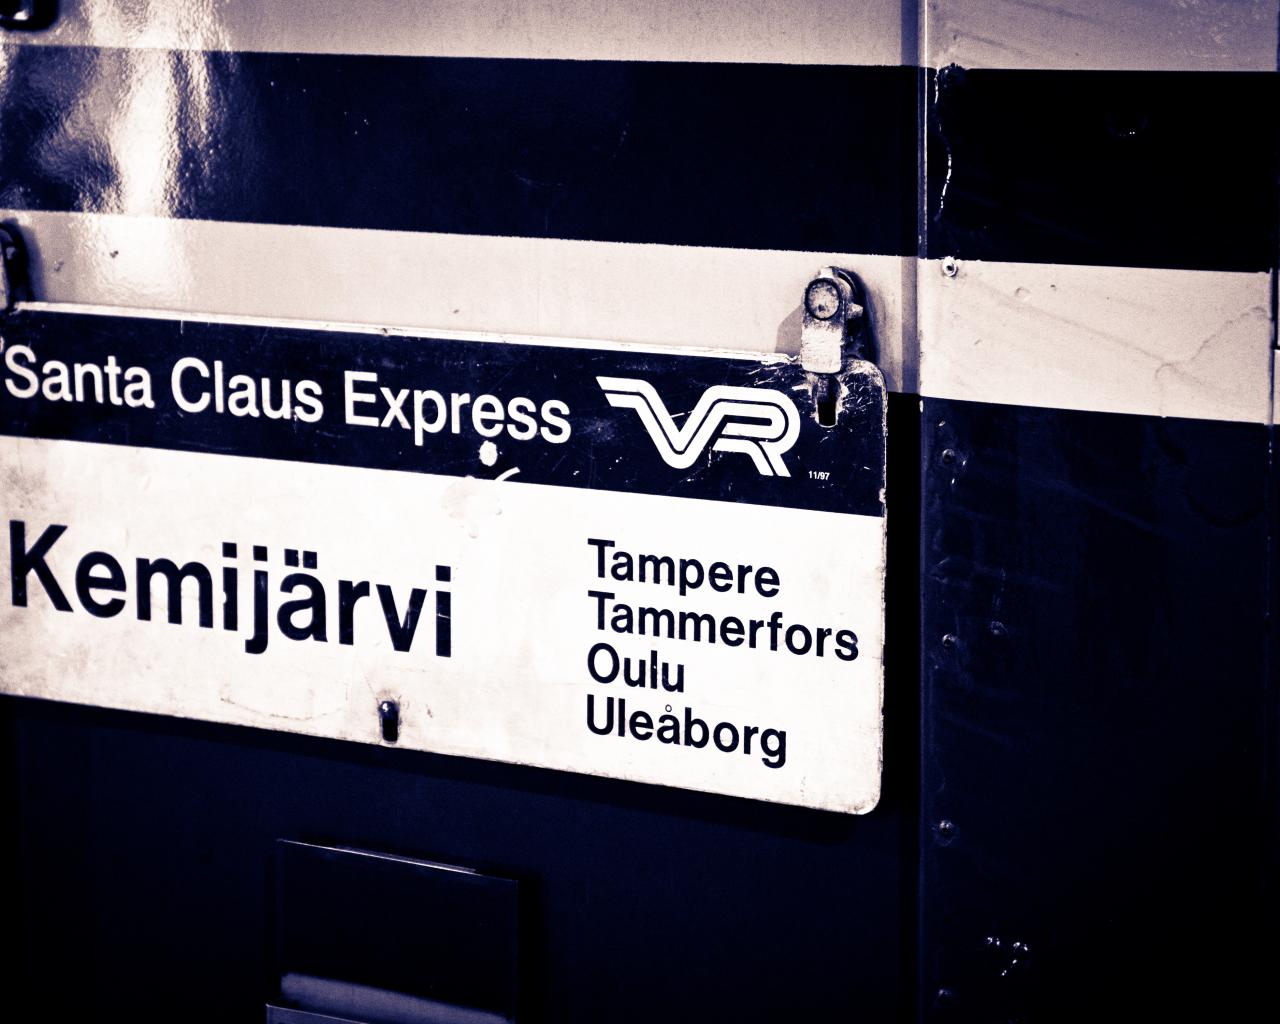 "Santa Claus Express VR 11/97
Kemijärvi
Tampere
Tammerfors
Oulu
Uleåborg